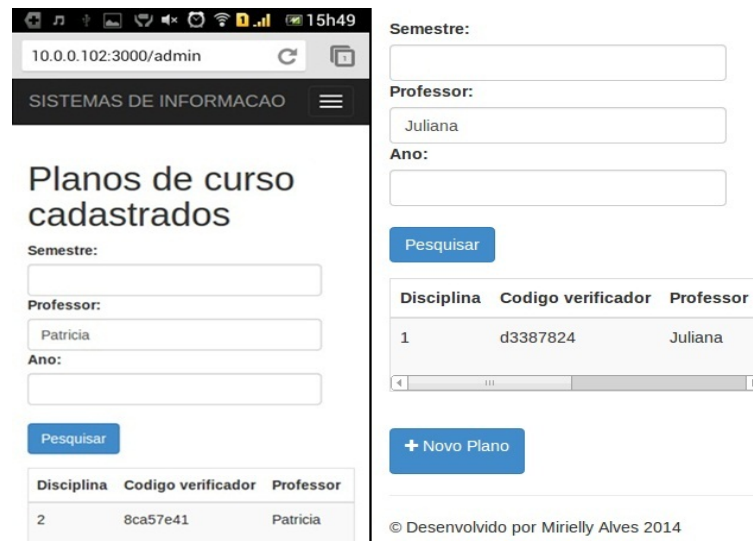 15h49
10.0.0.102:3000/admin
SISTEMAS DE INFORMACAO
Planos de curso
cadastrados
Semestre:
Professor:
Patricia
Ano:
Pesquisar
Disciplina Codigo verificador Professor
2 8ca57e41 Patricia
Semestre:
Professor:
Juliana
Ano:
Pesquisar
Disciplina Codigo verificador Professor
1 d3387824 Juliana
+ Novo Plano
© Desenvolvido por Mirielly Alves 2014